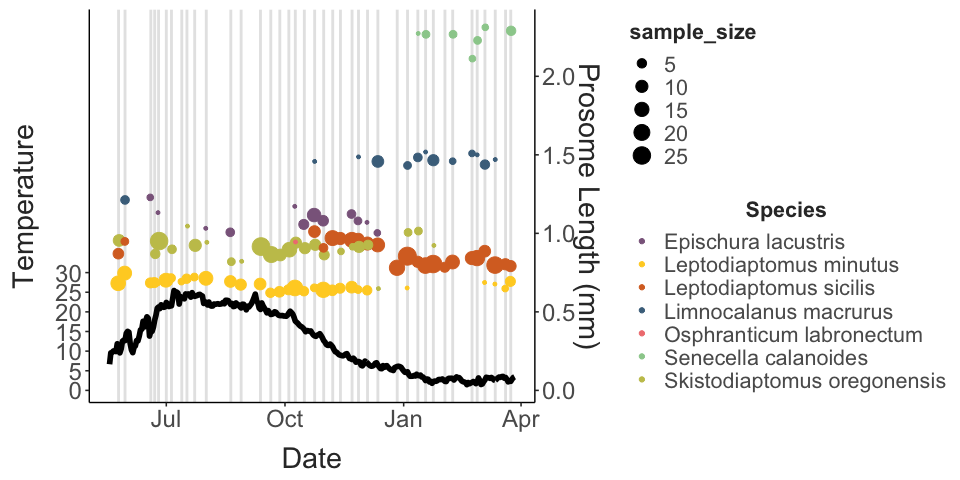 Temperature
30
25
20
15
10
5
0
Jul
Oct
Jan
Apr
Date
2.0
1.5
1.0
0.5
0.0
Prosome Length (mm)
sample_size
5
10
15
20
25
Species
Epischura lacustris
Leptodiaptomus minutus
Leptodiaptomus sicilis
Limnocalanus macrurus
Osphranticum labronectum
Senecella calanoides
Skistodiaptomus oregonensis